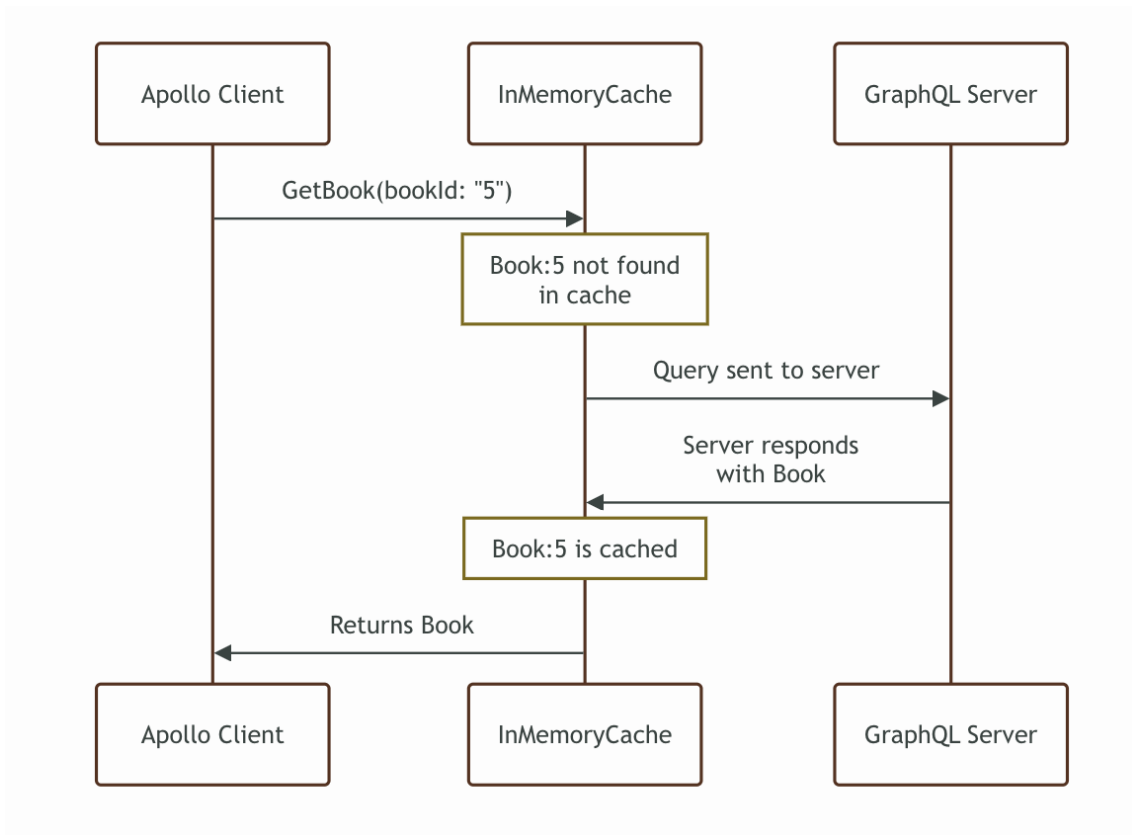 Apollo Client
InMemoryCache
GraphQL Server
GetBook(bookId: "5")
Book:5 not found
in cache
Query sent to server
Server responds
with Book
Book:5 is cached
Returns Book
Apollo Client
InMemoryCache
GraphQL Server